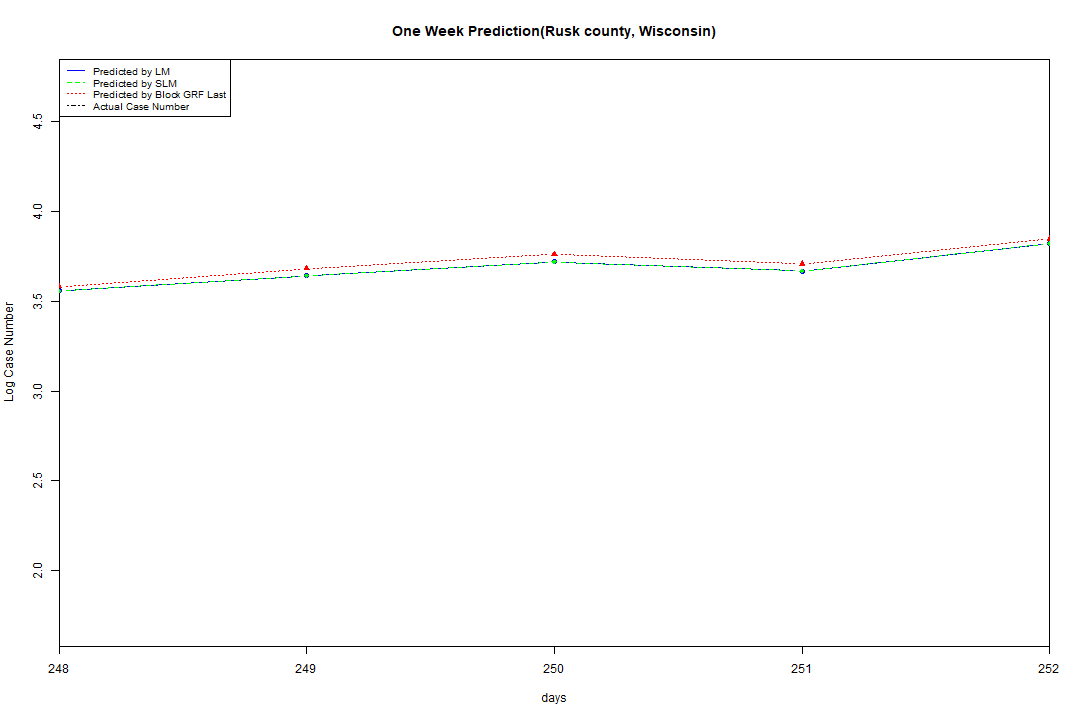 One Week Prediction(Rusk county, Wisconsin)
Predicted by LM
Predicted by SLM
Predicted by Block GRF Last
Actual Case Number
4.5
4.0
3.5
3.0
2.5
2.0
Log Case Number
248 249 250 251 252
days